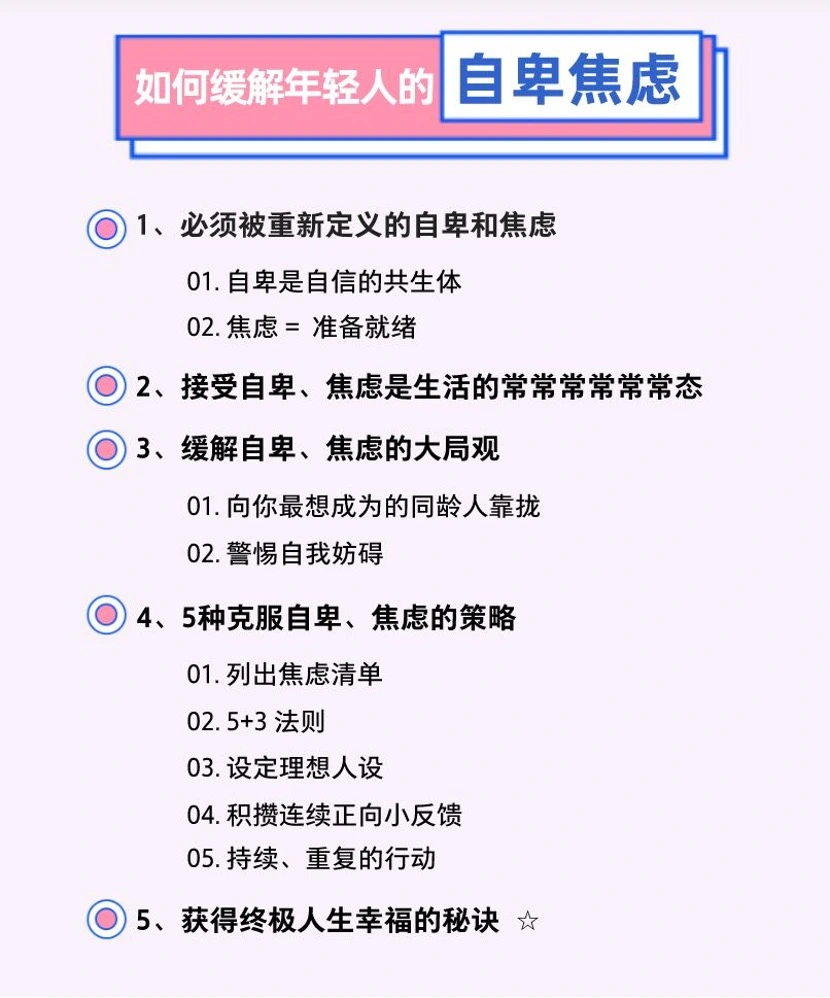 如何缓解年轻人的自卑焦虑
1、必须被重新定义的自卑和焦虑
01. 自卑是自信的共生体
02. 焦虑 = 准备就绪
2、接受自卑、焦虑是生活的常常常常常常态
3、缓解自卑、焦虑的大局观
01. 向你最想成为的同龄人靠拢
02. 警惕自我妨碍
4、5种克服自卑、焦虑的策略
01. 列出焦虑清单
02. 5+3 法则
03. 设定理想人设
04. 积攒连续正向小反馈
05. 持续、重复的行动
5、获得终极人生幸福的秘诀 ☆